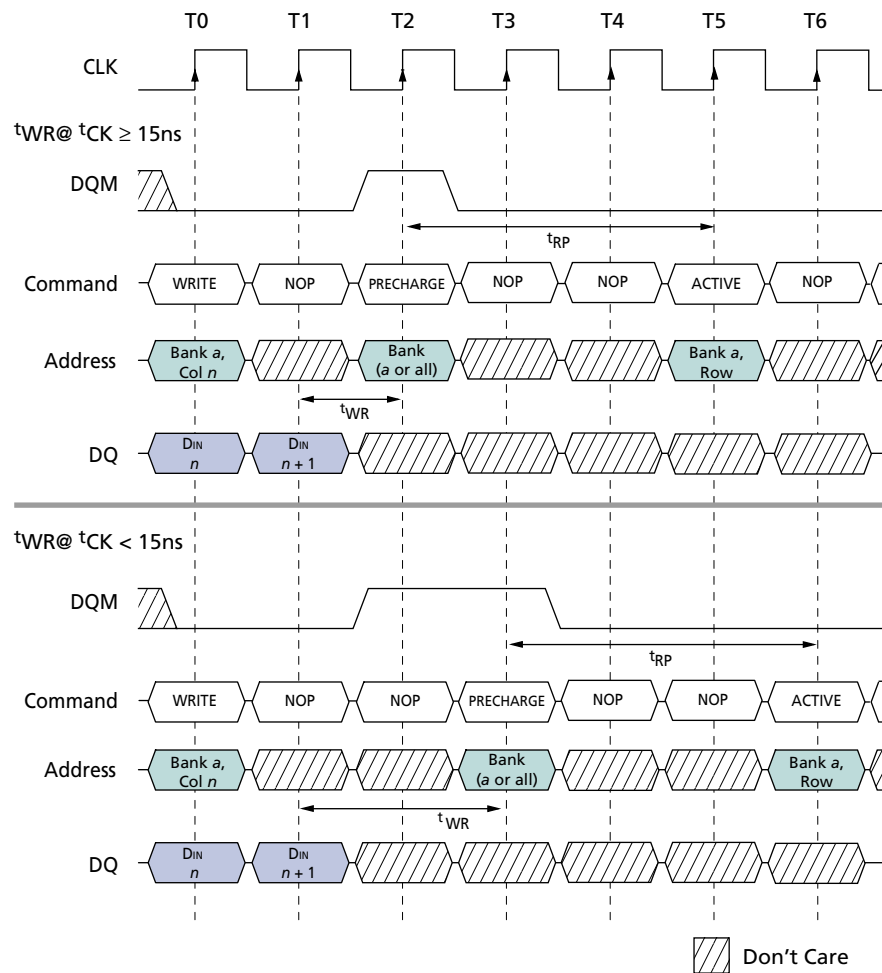 T0 T1 T2 T3 T4 T5 T6
CLK
tWR@ tCK ≥ 15ns
DQM
tRP
Command WRITE NOP PRECHARGE NOP NOP ACTIVE NOP
Address Bank a, Col n Bank (a or all) Bank a, Row
tWR
DQ DIN n DIN n + 1
tWR@ tCK < 15ns
DQM
tRP
Command WRITE NOP NOP PRECHARGE NOP NOP ACTIVE
Address Bank a, Col n Bank (a or all) Bank a, Row
tWR
DQ DIN n DIN n + 1
Don't Care